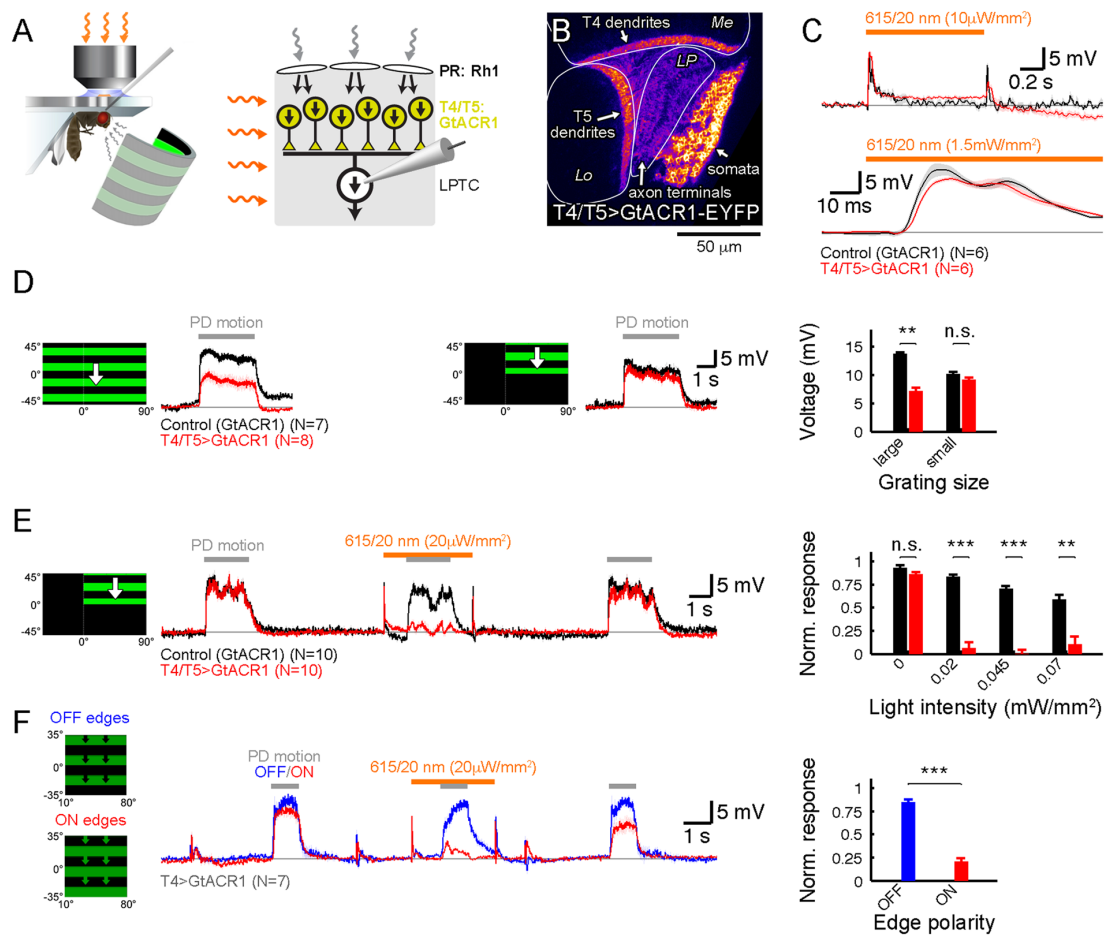 A
PR: Rh1
T4/T5:
GtACR1
LPTC
B
T4 dendrites
Me
LP
T5
dendrites
Lo
somata
axon terminals
T4/T5>GtACR1-EYFP
50 µm
C
615/20 nm (10µW/mm²)
5 mV
0.2 s
615/20 nm (1.5mW/mm²)
5 mV
10 ms
Control (GtACR1) (N=6)
T4/T5>GtACR1 (N=6)
D
45°
0°
-45°
0°
90°
PD motion
Control (GtACR1) (N=7)
T4/T5>GtACR1 (N=8)
45°
0°
-45°
0°
90°
PD motion
5 mV
1 s
Voltage (mV)
15
10
5
0
**
n.s.
large
small
Grating size
E
45°
0°
-45°
0°
90°
PD motion
615/20 nm (20µW/mm²)
5 mV
1 s
Control (GtACR1) (N=10)
T4/T5>GtACR1 (N=10)
Norm. response
1
0.75
0.5
0.25
0
n.s.
***
***
**
0
0.02
0.045
0.07
Light intensity (mW/mm²)
F
OFF edges
35°
0°
-35°
10°
80°
ON edges
35°
0°
-35°
10°
80°
PD motion
OFF/ON
615/20 nm (20µW/mm²)
5 mV
1 s
T4>GtACR1 (N=7)
Norm. response
1
0.75
0.5
0.25
0
***
OFF
ON
Edge polarity